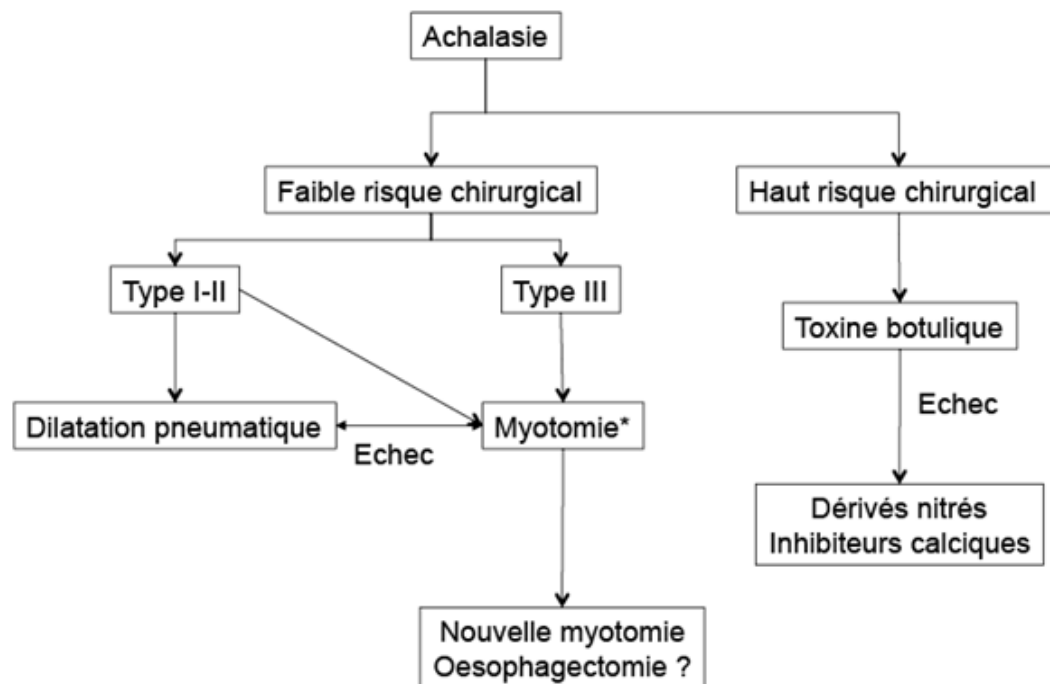 Achalasie
Faible risque chirurgical
Haut risque chirurgical
Type I-II
Type III
Toxine botulique
Echec
Dilatation pneumatique
Echec
Myotomie*
Dérivés nitrés
Inhibiteurs calciques
Nouvelle myotomie
Oesophagectomie ?